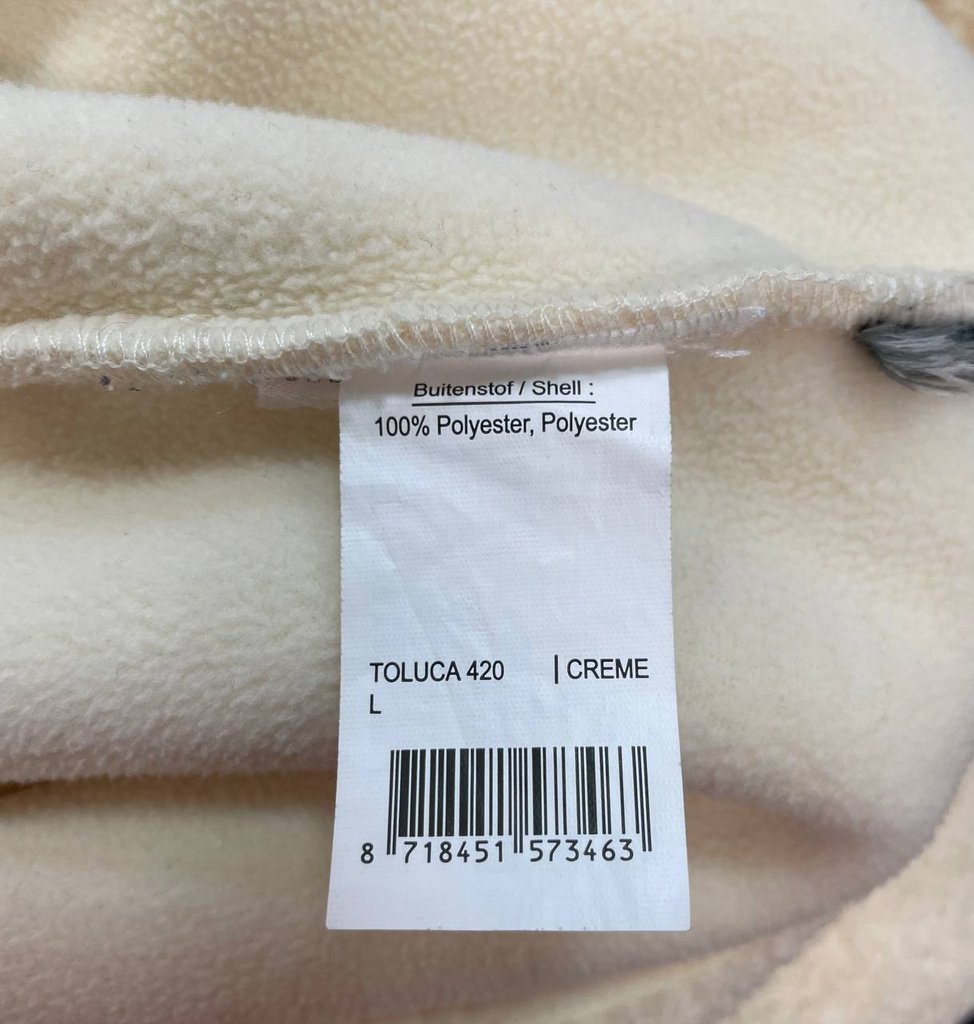 Buitenstof / Shell :
100% Polyester, Polyester
TOLUCA 420 | CREME
L
8 718451 573463